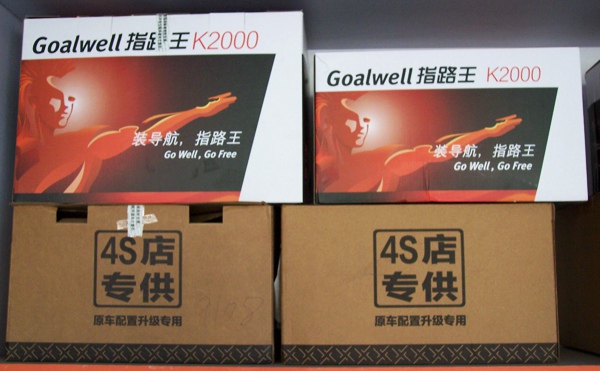 Goalwell 指路王 K2000
装导航，指路王
Go Well , Go Free
Goalwell 指路王 K2000
装导航，指路王
Go Well , Go Free
4S店
专供
原车配置升级专用
4S店
专供
原车配置升级专用